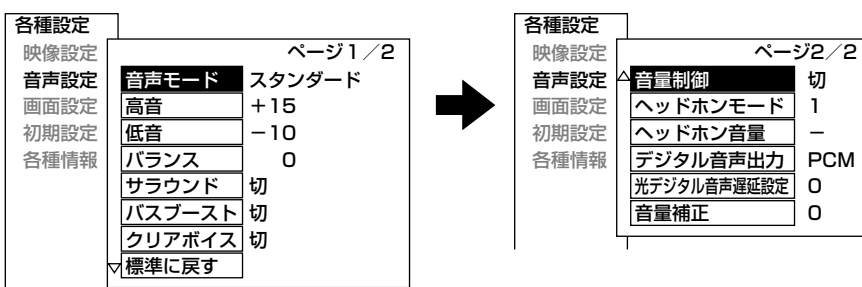 各種設定
映像設定
音声設定
画面設定
初期設定
各種情報
ページ1／2
音声モード スタンダード
高音 ＋15
低音 －10
バランス 0
サラウンド 切
バスブースト 切
クリアボイス 切
▽標準に戻す
各種設定
映像設定
音声設定
画面設定
初期設定
各種情報
ページ2／2
△音量制御 切
ヘッドホンモード 1
ヘッドホン音量 －
デジタル音声出力 PCM
光デジタル音声遅延設定 0
音量補正 0